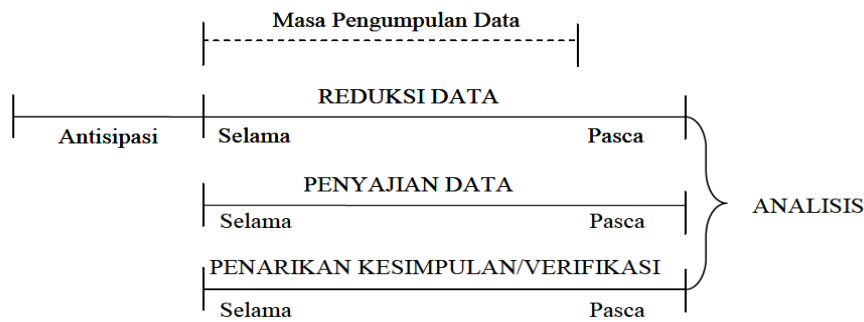 Masa Pengumpulan Data
REDUKSI DATA
Antisipasi Selama Pasca
PENYAJIAN DATA
Selama Pasca
ANALISIS
PENARIKAN KESIMPULAN/VERIFIKASI
Selama Pasca